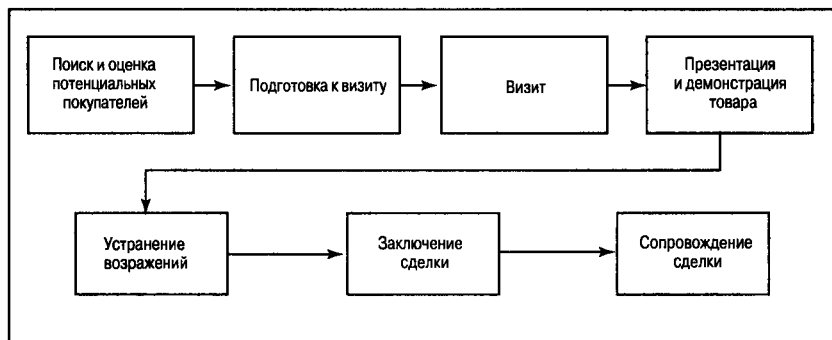 Поиск и оценка
потенциальных
покупателей
Подготовка к визиту
Визит
Презентация
и демонстрация
товара
Устранение
возражений
Заключение
сделки
Сопровождение
сделки